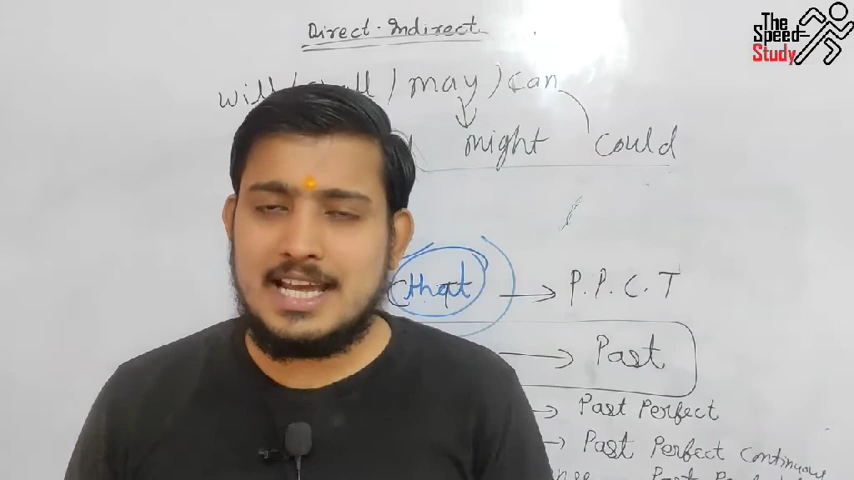 Direct - Indirect
The
Speed-
Study
will / / may / can
might could
that → P.P.C.T
→ Past
→ Past Perfect
→ Past Perfect Continuous